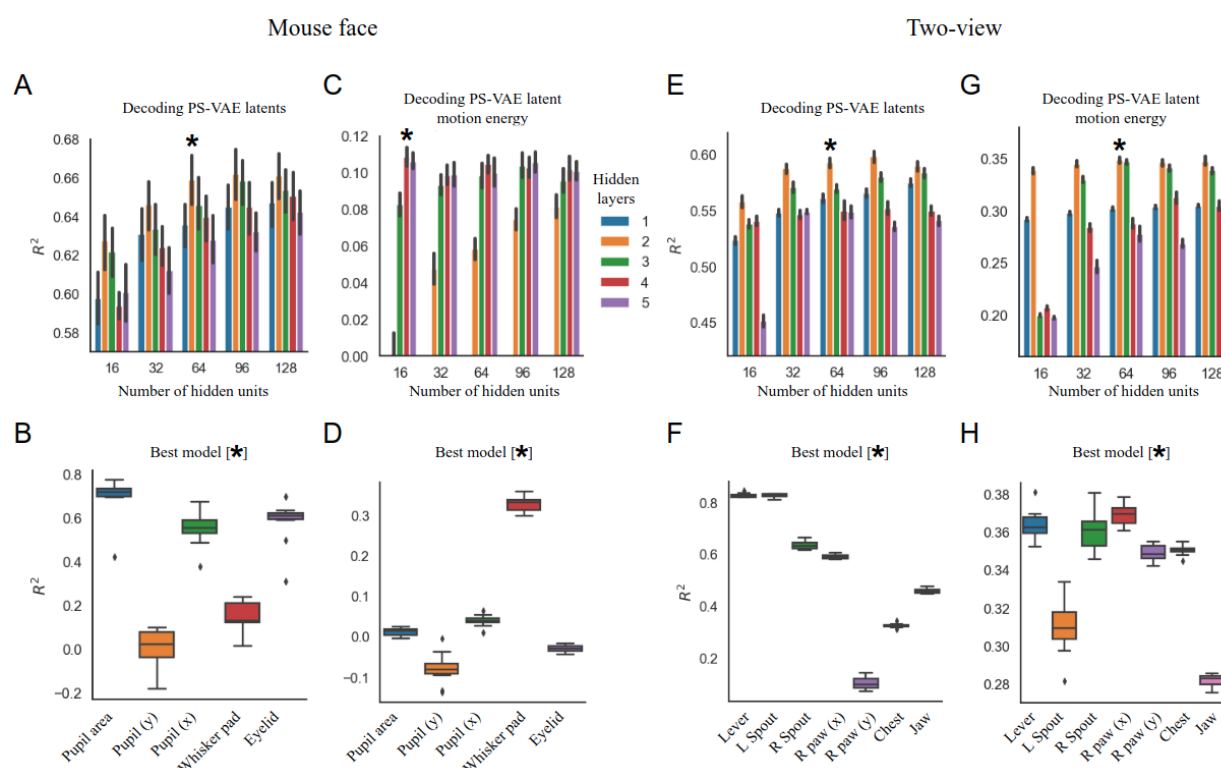 Mouse face
Two-view
A
Decoding PS-VAE latents
R²
0.68
0.66
0.64
0.62
0.60
0.58
16 32 64 96 128
Number of hidden units
*
C
Decoding PS-VAE latent
motion energy
0.12
0.10
0.08
0.06
0.04
0.02
0.00
16 32 64 96 128
Number of hidden units
*
Hidden
layers
1
2
3
4
5
E
Decoding PS-VAE latents
R²
0.60
0.55
0.50
0.45
16 32 64 96 128
Number of hidden units
*
G
Decoding PS-VAE latent
motion energy
0.35
0.30
0.25
0.20
16 32 64 96 128
Number of hidden units
*
B
Best model [*]
R²
0.8
0.6
0.4
0.2
0.0
−0.2
Pupil area
Pupil (y)
Pupil (x)
Whisker pad
Eyelid
D
Best model [*]
0.3
0.2
0.1
0.0
−0.1
Pupil area
Pupil (y)
Pupil (x)
Whisker pad
Eyelid
F
Best model [*]
R²
0.8
0.6
0.4
0.2
Lever
L Spout
R Spout
R paw (x)
R paw (y)
Chest
Jaw
H
Best model [*]
0.38
0.36
0.34
0.32
0.30
0.28
Lever
L Spout
R Spout
R paw (x)
R paw (y)
Chest
Jaw